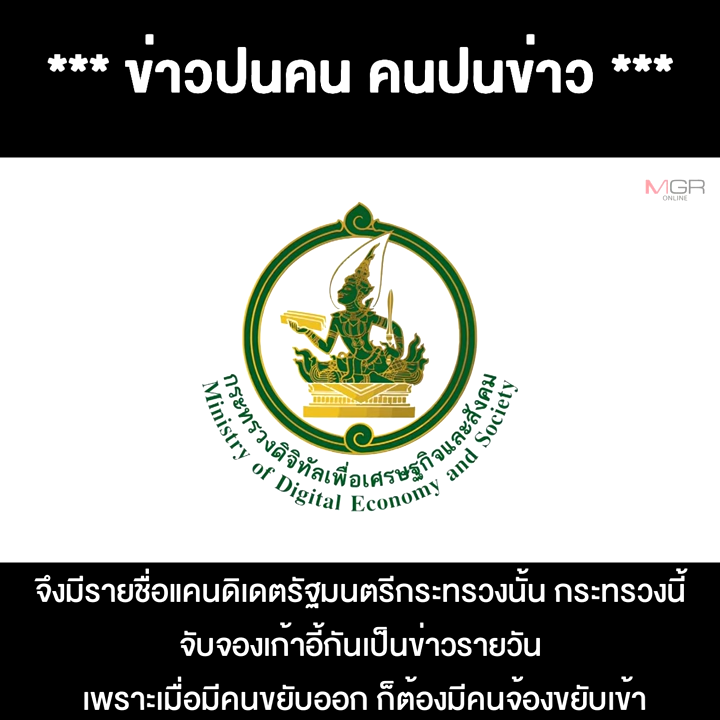 *** ข่าวปนคน คนปนข่าว ***
MGR
ONLINE
กระทรวงดิจิทัลเพื่อเศรษฐกิจและสังคม
Ministry of Digital Economy and Society
จึงมีรายชื่อแคนดิเดตรัฐมนตรีกระทรวงนั้น กระทรวงนี้
จับจองเก้าอี้กันเป็นข่าวรายวัน
เพราะเมื่อมีคนขยับออก ก็ต้องมีคนจ้องขยับเข้า